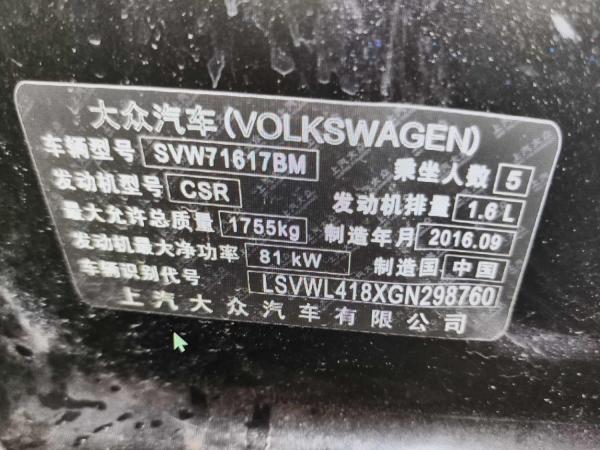 大众汽车(VOLKSWAGEN)
车辆型号 SVW71617BM 乘坐人数 5
发动机型号 CSR 发动机排量 1.6 L
最大允许总质量 1755kg 制造年月 2016.09
发动机最大净功率 81 kW 制造国 中国
车辆识别代号 LSVWL418XGN298760
上汽大众汽车有限公司